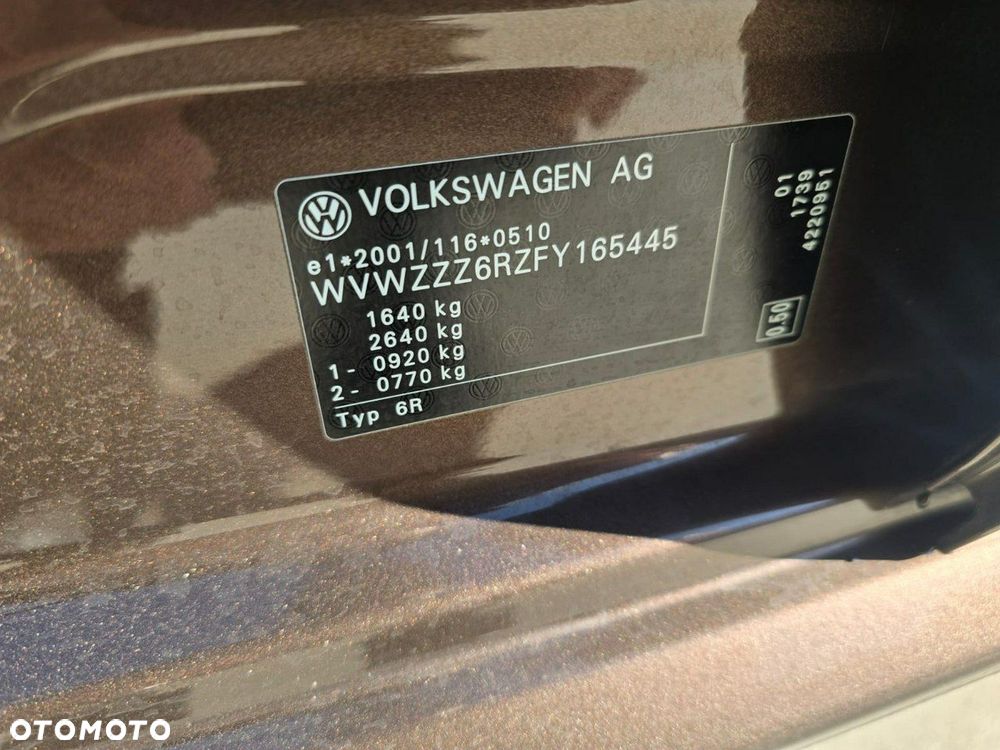 VOLKSWAGEN AG
e1*2001/116*0510
WVWZZZ6RZFY165445
1640 kg
2640 kg
1 - 0920 kg
2 - 0770 kg
Typ 6R
01
1739
4220951
0.50
OTOMOTO